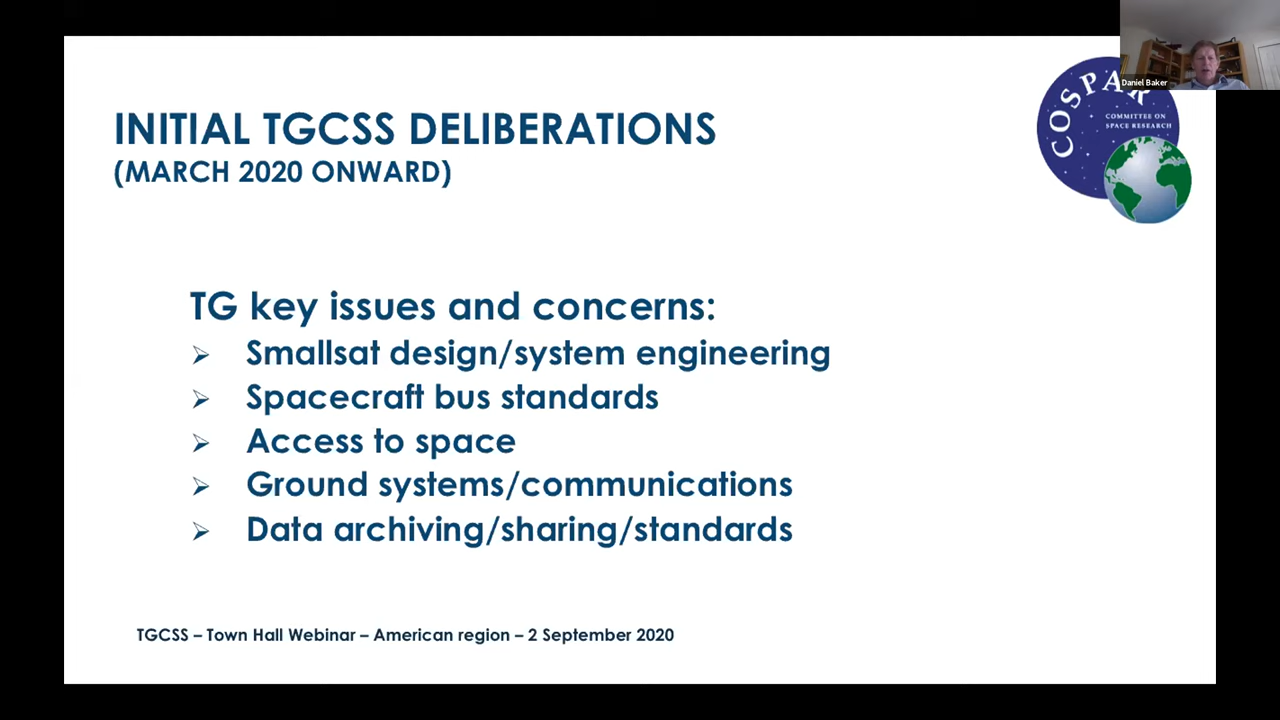 Daniel Baker
COSPAR
COMMITTEE ON
SPACE RESEARCH
INITIAL TGCSS DELIBERATIONS
(MARCH 2020 ONWARD)
TG key issues and concerns:
Smallsat design/system engineering
Spacecraft bus standards
Access to space
Ground systems/communications
Data archiving/sharing/standards
TGCSS – Town Hall Webinar – American region – 2 September 2020